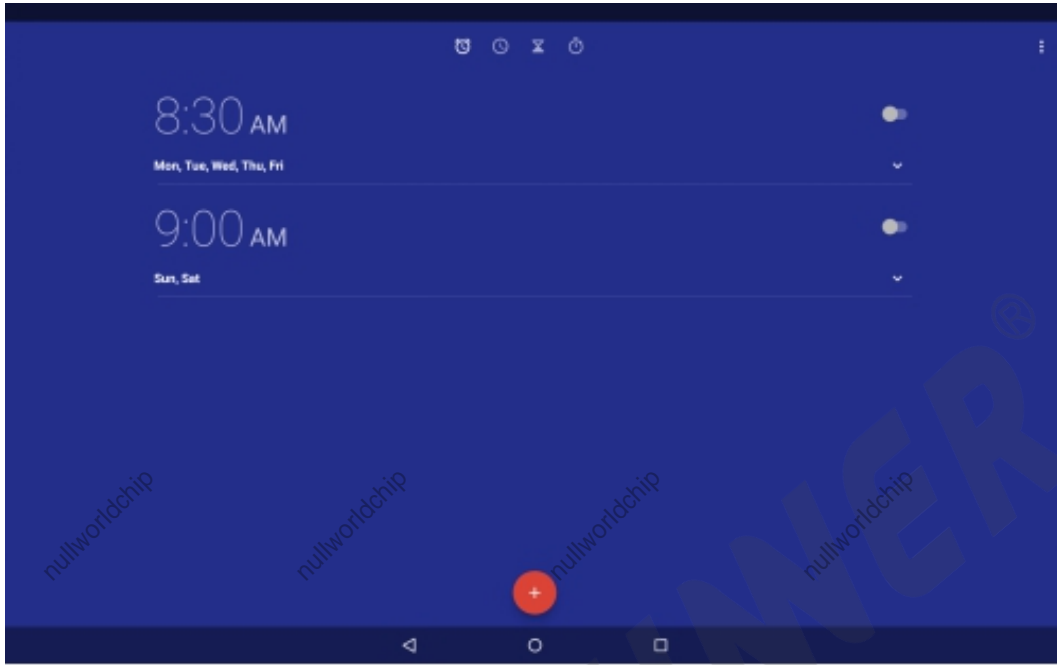 8:30 AM
Mon, Tue, Wed, Thu, Fri
9:00 AM
Sun, Sat
®
nullworldchip nullworldchip nullworldchip nullworldchip